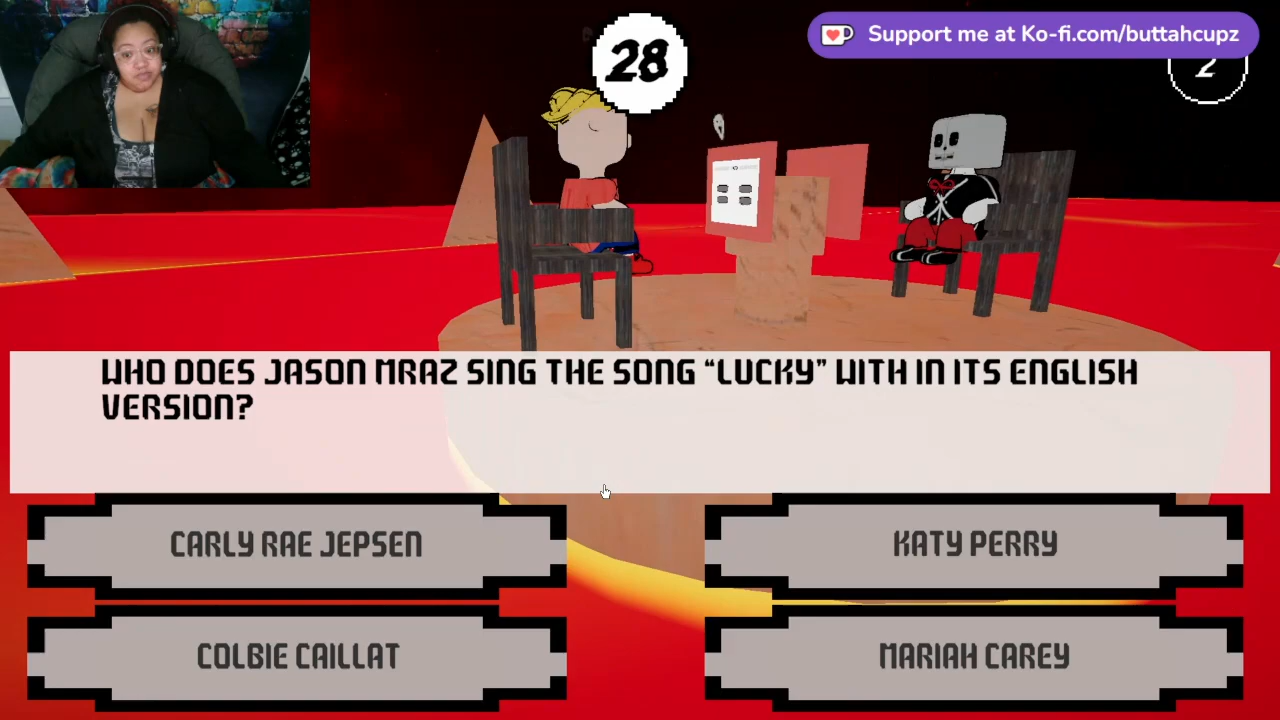 28
Support me at Ko-fi.com/buttahcupz
2
WHO DOES JASON MRAZ SING THE SONG “LUCKY” WITH IN ITS ENGLISH
VERSION?
CARLY RAE JEPSEN
KATY PERRY
COLBIE CAILLAT
MARIAH CAREY